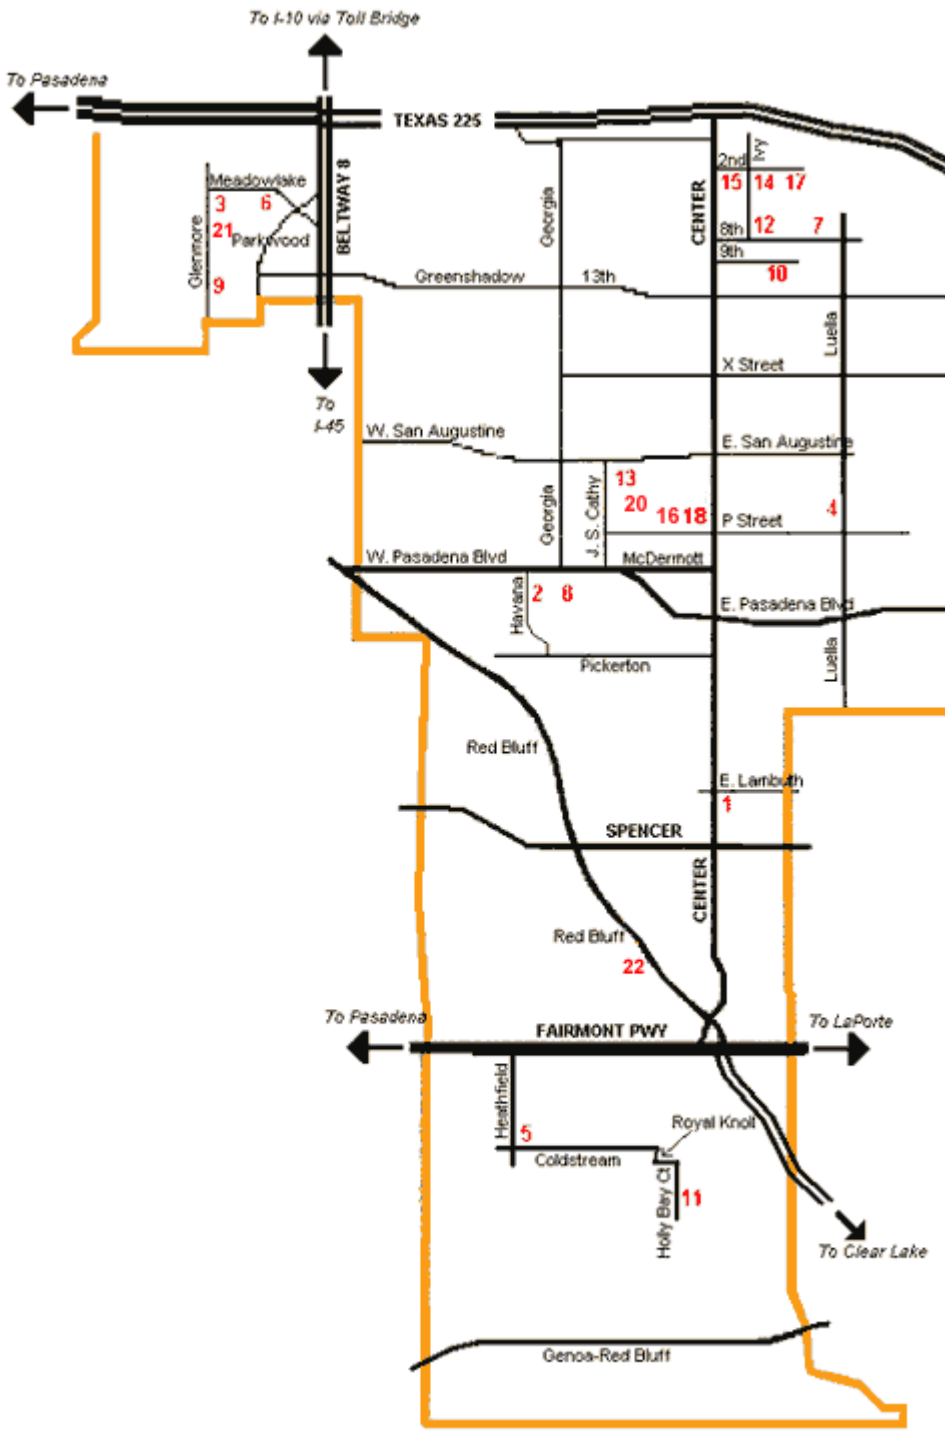 To I-10 via Toll Bridge
To Pasadena
TEXAS 225
Ivy
2nd
Meadowlake
15 14 17
3 6
BELTWAY 8
Georgia
CENTER
21
Parkwood
12 7
8th
Glenmore
9th
9
Greenshadow
13th
10
Luella
X Street
To
I-45
W. San Augustine
E. San Augustine
13
20
16 18
4
Georgia
J. S. Cathy
P Street
W. Pasadena Blvd
McDermott
Havana
2
E. Pasadena Blvd
Pickerton
Luella
Red Bluff
E. Lambuth
1
SPENCER
CENTER
Red Bluff
22
To Pasadena
FAIRMONT PWY
To LaPorte
Heathfield
5
Royal Knoll
Coldstream
Holly Bay Ct
11
To Clear Lake
Genoa-Red Bluff